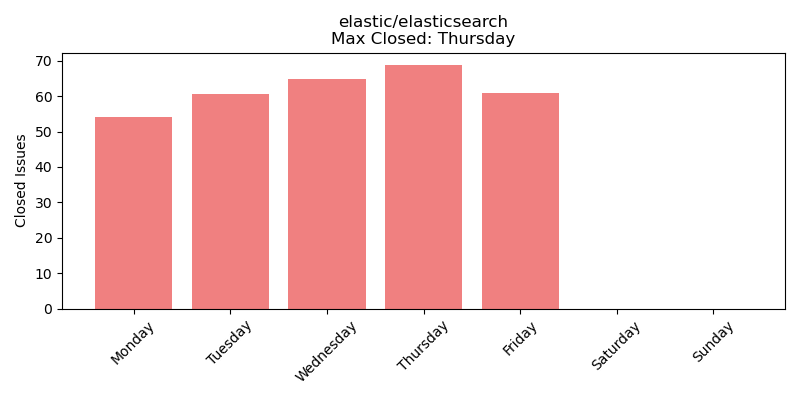 elastic/elasticsearch
Max Closed: Thursday
Closed Issues
70
60
50
40
30
20
10
0
Monday
Tuesday
Wednesday
Thursday
Friday
Saturday
Sunday